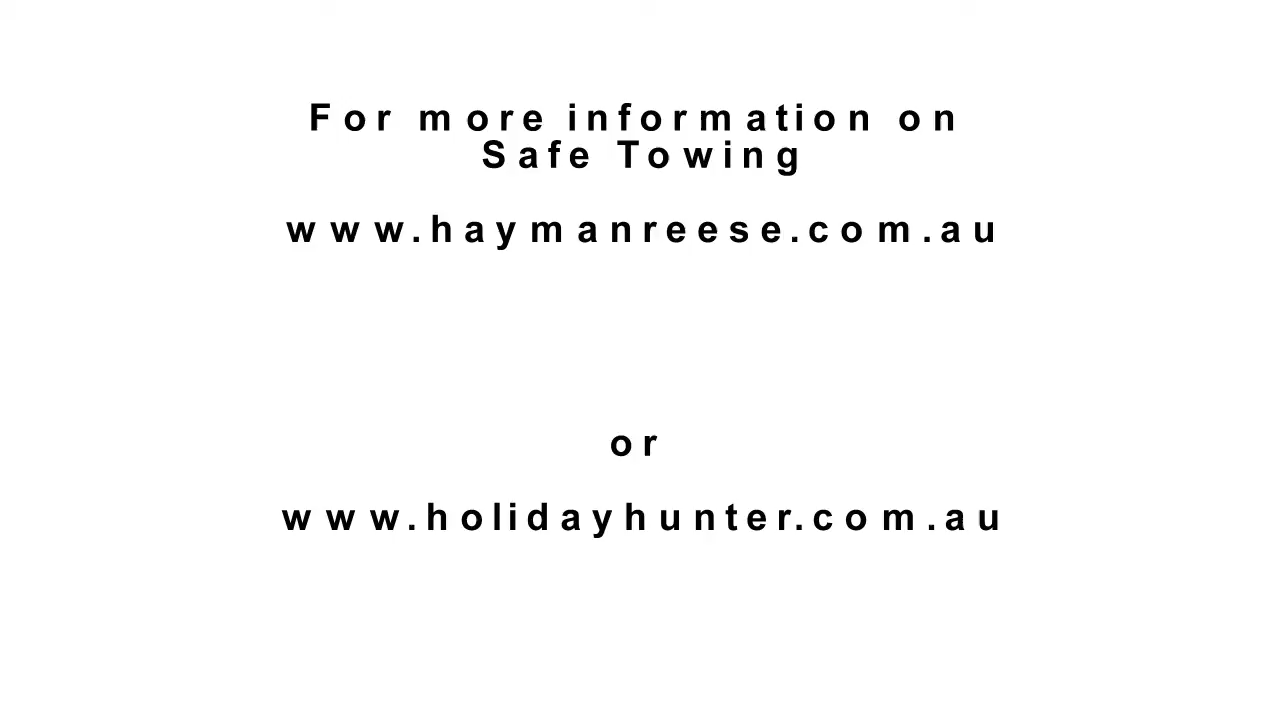 For more information on
Safe Towing
www.haymanreese.com.au
or
www.holidayhunter.com.au